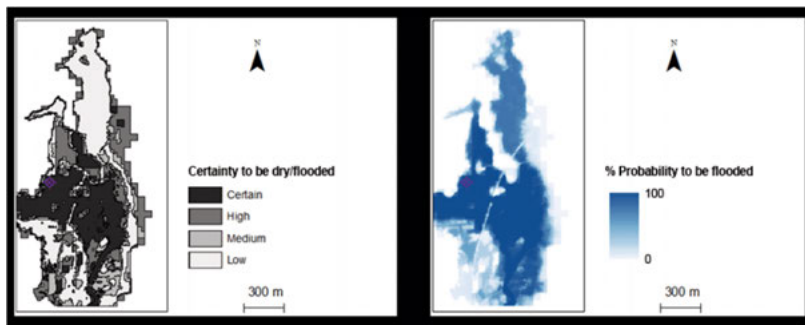 N
Certainty to be dry/flooded
Certain
High
Medium
Low
300 m
N
% Probability to be flooded
100
0
300 m